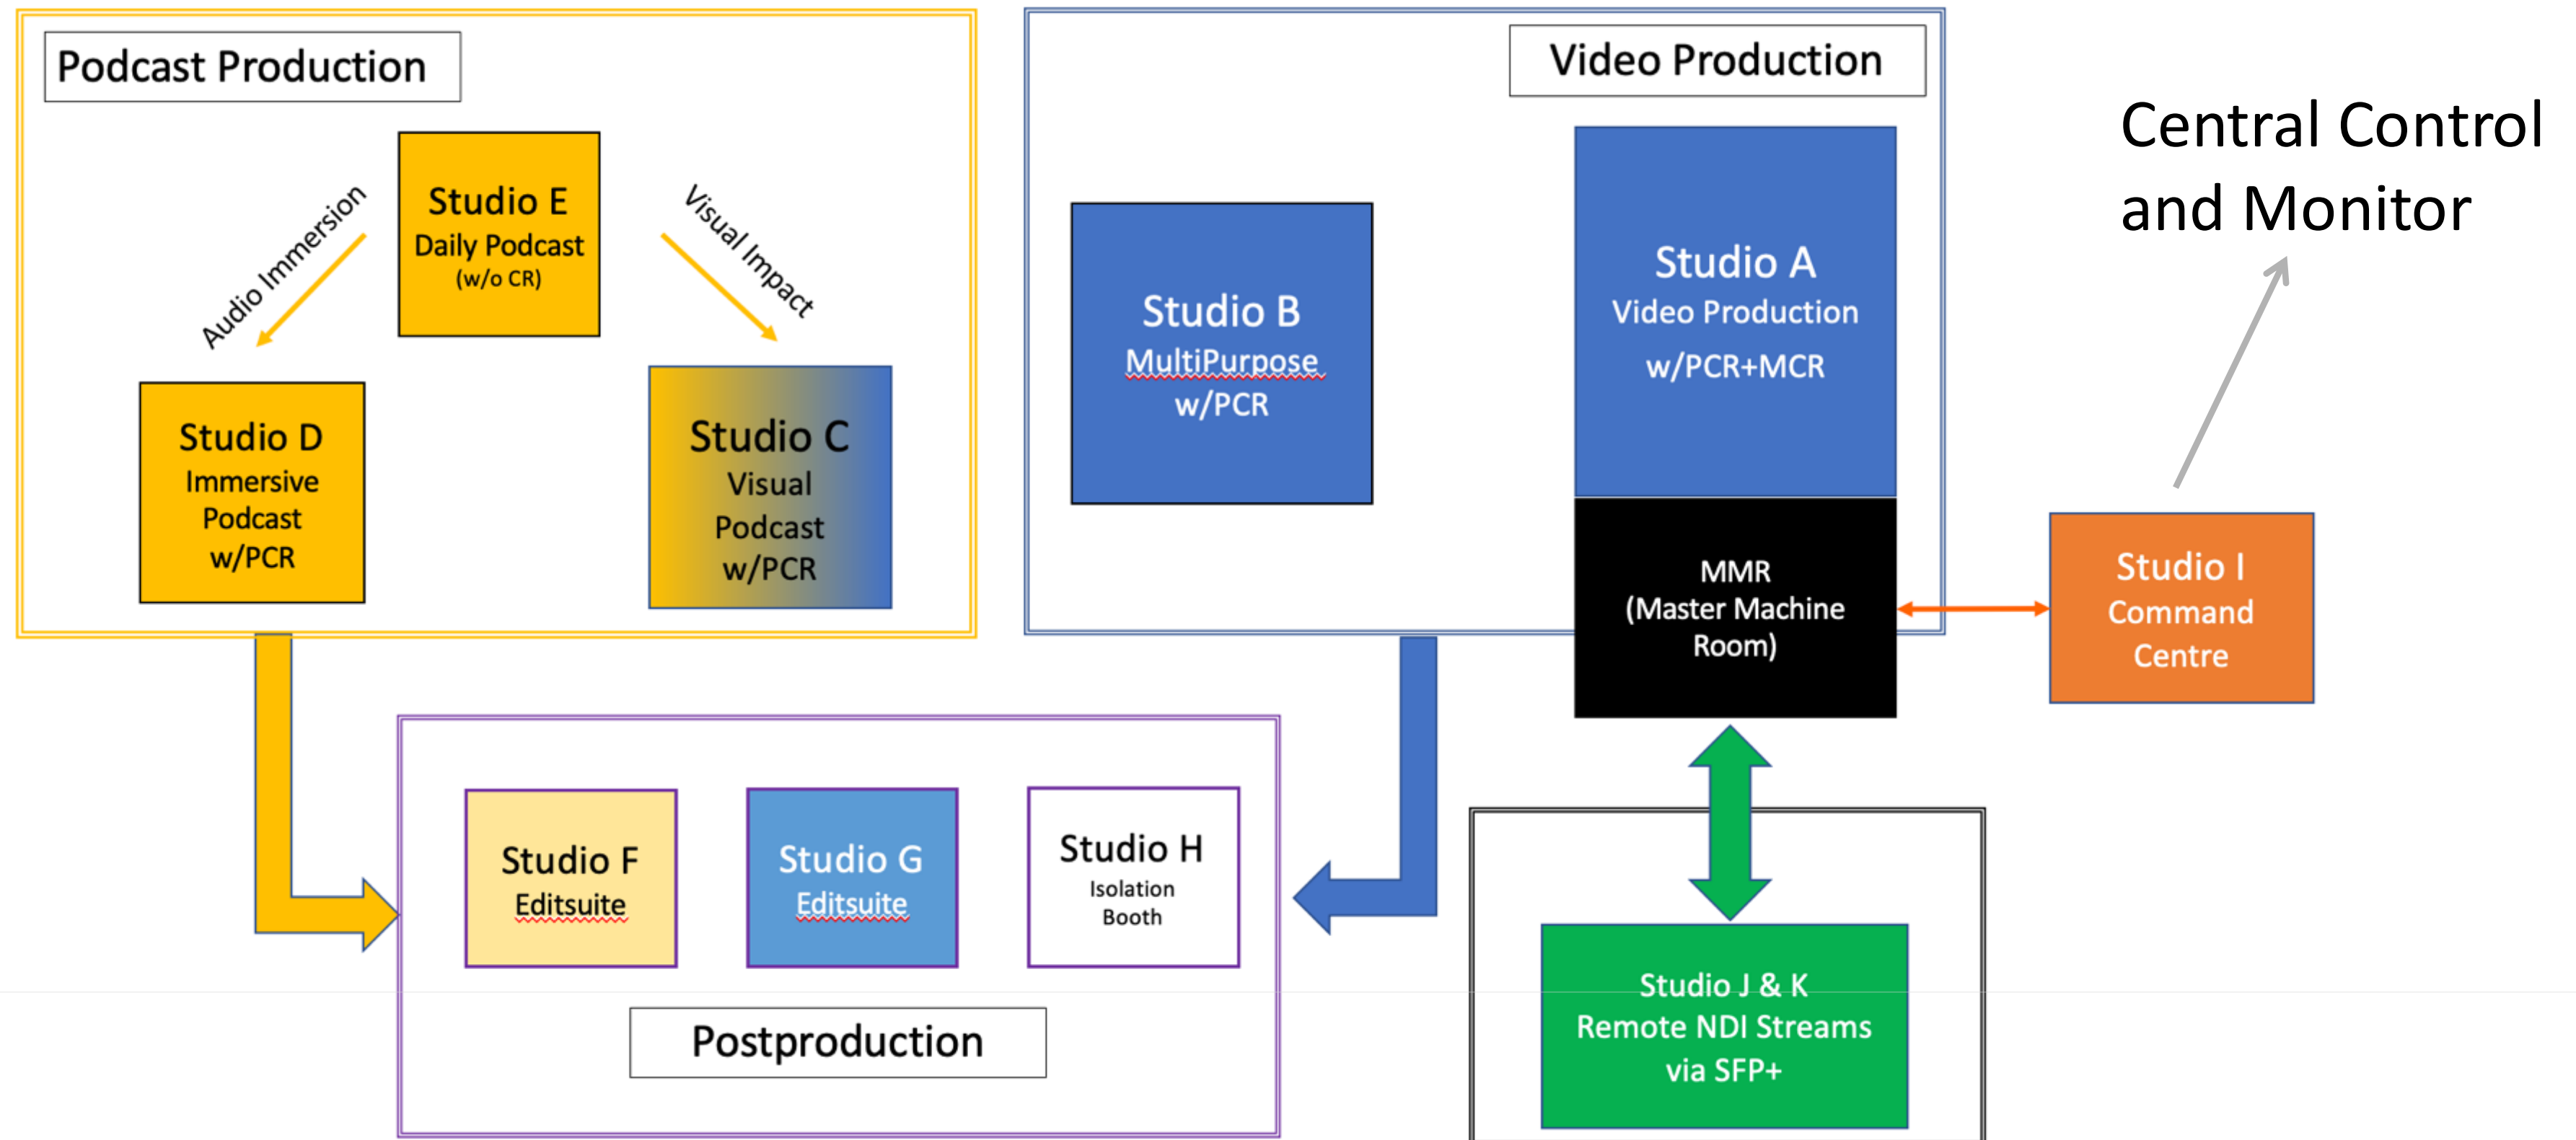 Podcast Production
Studio E
Daily Podcast
(w/o CR)
Audio Immersion
Visual Impact
Studio D
Immersive
Podcast
w/PCR
Studio C
Visual
Podcast
w/PCR
Video Production
Studio B
MultiPurpose
w/PCR
Studio A
Video Production
w/PCR+MCR
MMR
(Master Machine
Room)
Central Control
and Monitor
Studio I
Command
Centre
Studio F
Editsuite
Studio G
Editsuite
Studio H
Isolation
Booth
Postproduction
Studio J & K
Remote NDI Streams
via SFP+